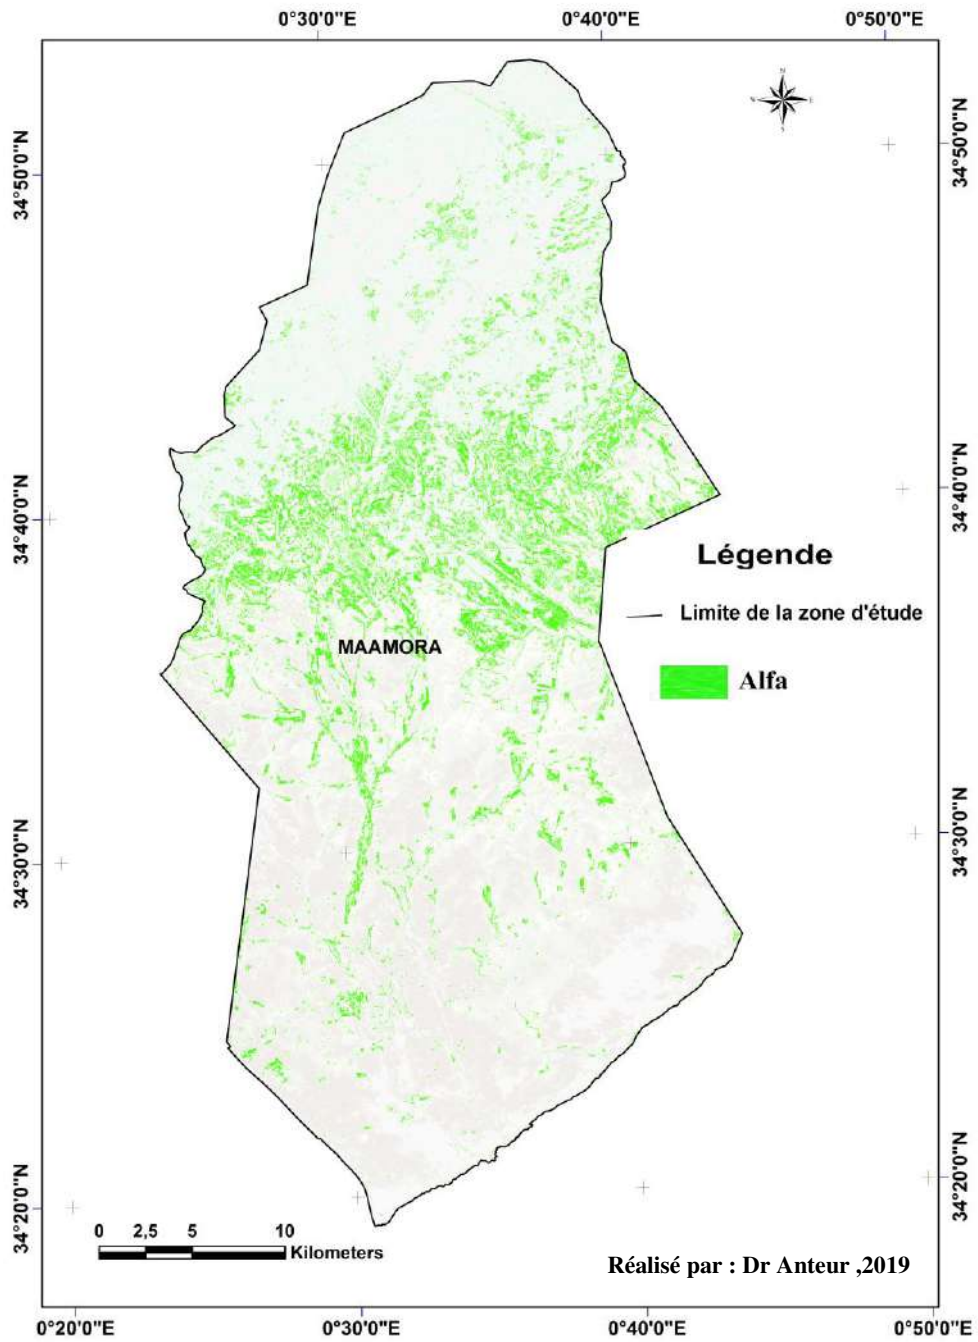 0°30'0"E 0°40'0"E 0°50'0"E
N
34°50'0"N
34°50'0"N
34°40'0"N
34°40'0"N
Légende
Limite de la zone d'étude
MAAMORA
Alfa
34°30'0"N
34°30'0"N
34°20'0"N
34°20'0"N
0 2,5 5 10
Kilometers
Réalisé par : Dr Anteur ,2019
0°20'0"E 0°30'0"E 0°40'0"E 0°50'0"E